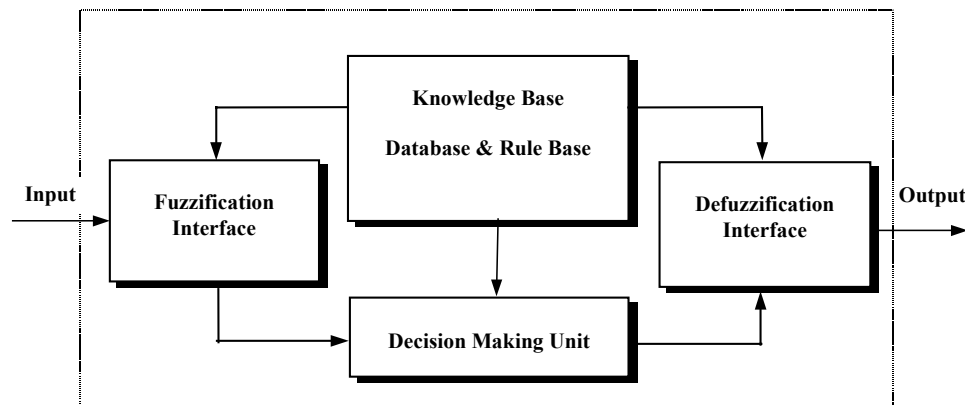 Knowledge Base
Database & Rule Base
Input
Fuzzification
Interface
Defuzzification
Interface
Output
Decision Making Unit